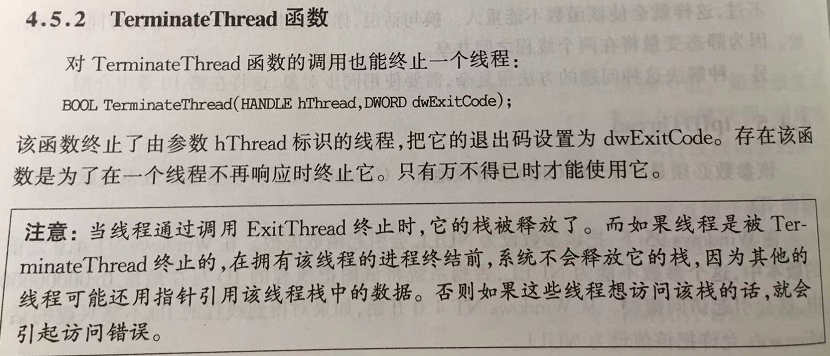 4.5.2 TerminateThread 函数
对 TerminateThread 函数的调用也能终止一个线程：
BOOL TerminateThread(HANDLE hThread,DWORD dwExitCode);
该函数终止了由参数 hThread 标识的线程,把它的退出码设置为 dwExitCode。存在该函
数是为了在一个线程不再响应时终止它。只有万不得已时才能使用它。
注意：当线程通过调用 ExitThread 终止时,它的栈被释放了。而如果线程是被 Ter-
minateThread 终止的,在拥有该线程的进程终结前,系统不会释放它的栈,因为其他的
线程可能还用指针引用该线程栈中的数据。否则如果这些线程想访问该栈的话,就会
引起访问错误。